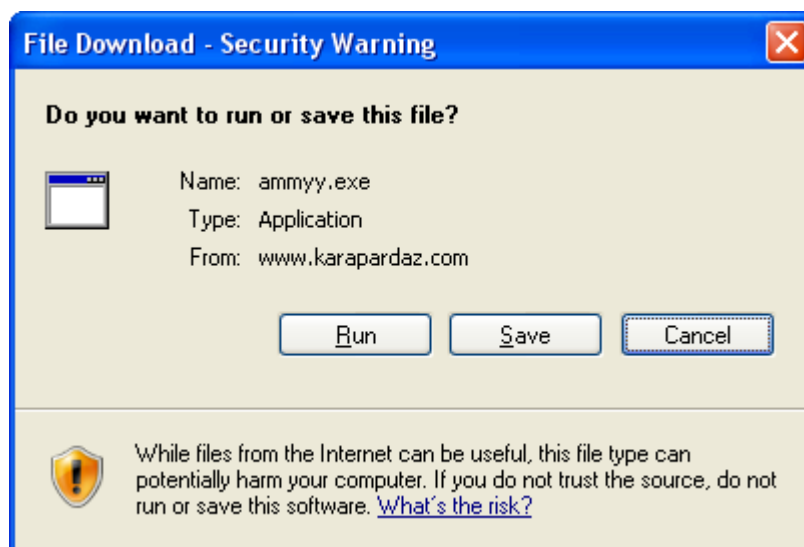 File Download - Security Warning
Do you want to run or save this file?
Name: ammyy.exe
Type: Application
From: www.karapardaz.com
Run Save Cancel
While files from the Internet can be useful, this file type can
potentially harm your computer. If you do not trust the source, do not
run or save this software. What's the risk?